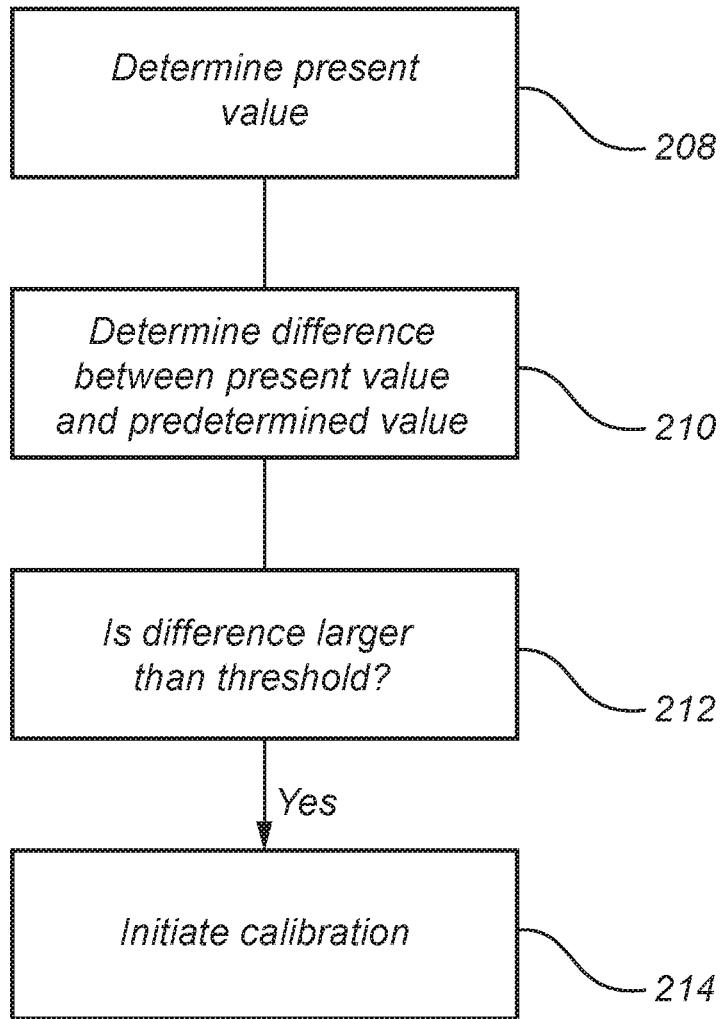 Determine present
value
208
Determine difference
between present value
and predetermined value
210
Is difference larger
than threshold?
212
Yes
Initiate calibration
214